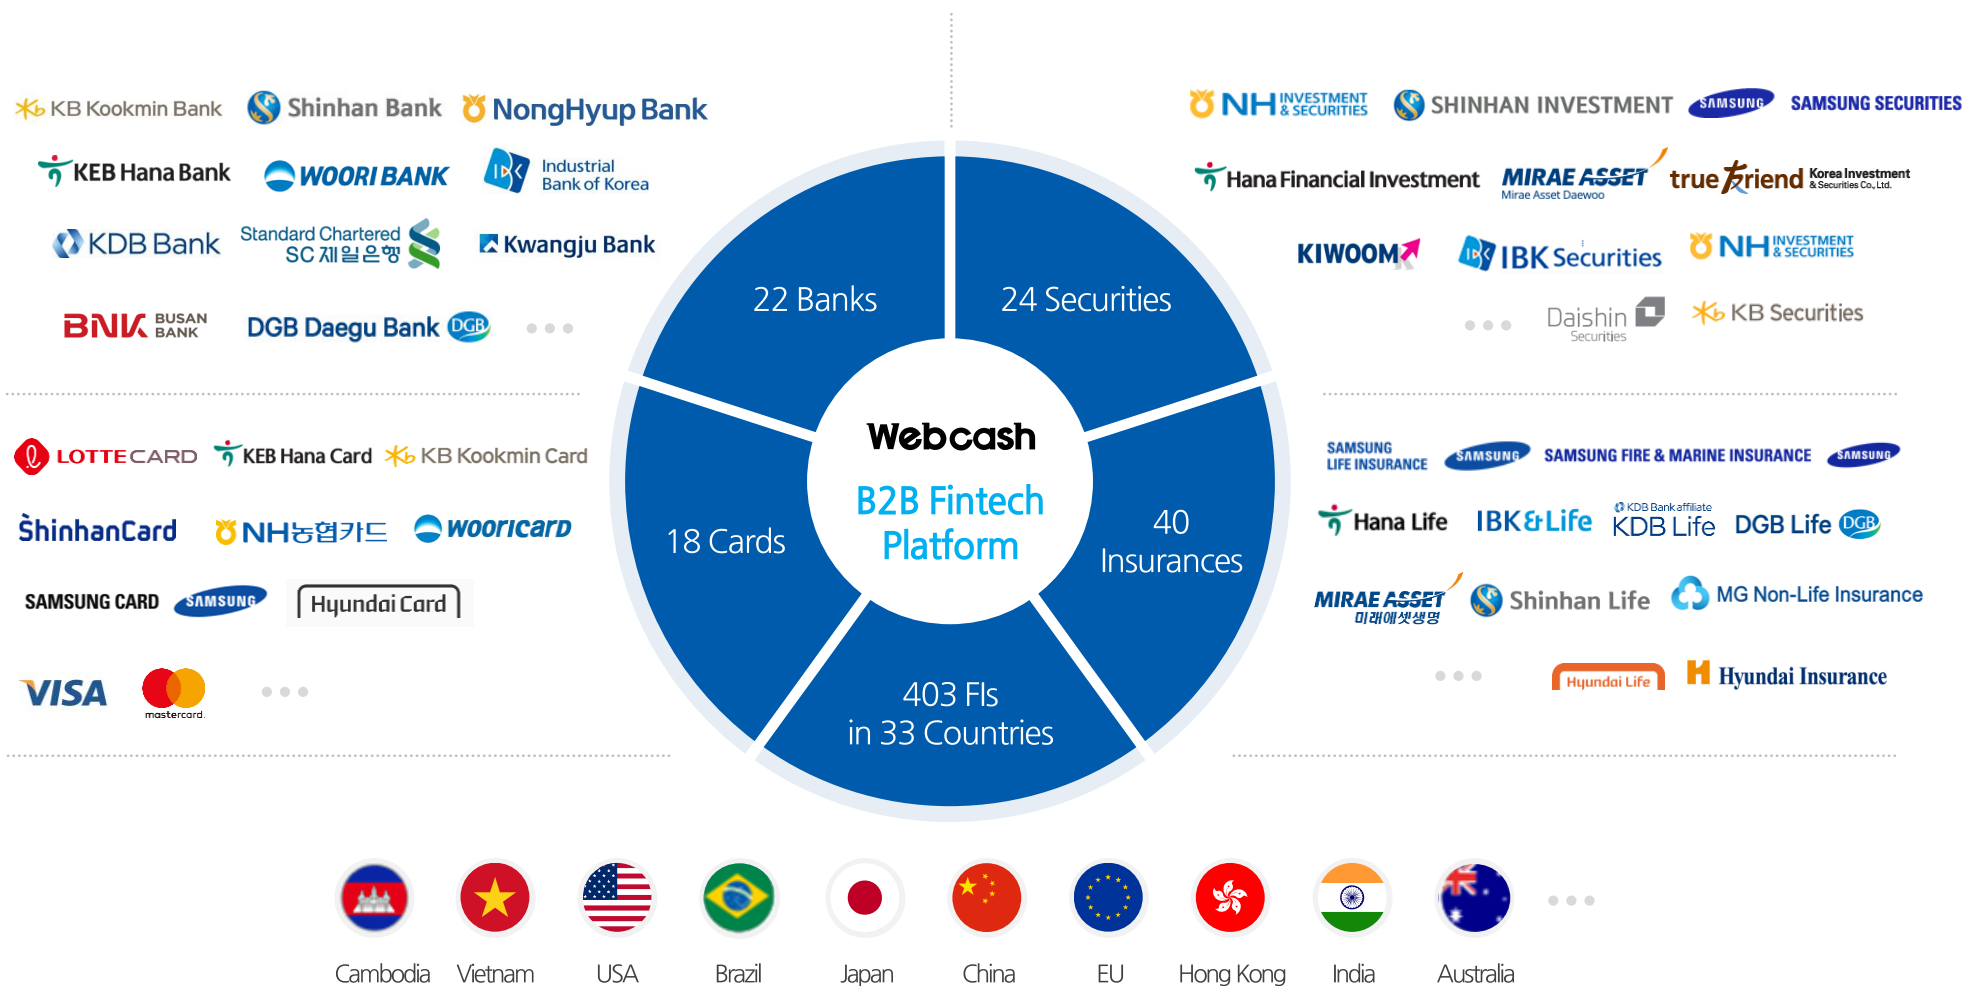 KB Kookmin Bank
Shinhan Bank
NongHyup Bank
KEB Hana Bank
WOORI BANK
IBK
Industrial
Bank of Korea
KDB Bank
Standard Chartered
SC제일은행
Kwangju Bank
BNK BUSAN
BANK
DGB Daegu Bank DGB
NH INVESTMENT
& SECURITIES
SHINHAN INVESTMENT
SAMSUNG SAMSUNG SECURITIES
Hana Financial Investment
MIRAE ASSET
Mirae Asset Daewoo
true friend Korea Investment
& Securities Co., Ltd.
KIWOOM
IBK IBK Securities
NH INVESTMENT
& SECURITIES
Daishin
Securities
KB Securities
22 Banks
24 Securities
18 Cards
40
Insurances
403 FIs
in 33 Countries
Webcash
B2B Fintech
Platform
LOTTE CARD
KEB Hana Card
KB Kookmin Card
ShinhanCard
NH농협카드
WOORICARD
SAMSUNG CARD SAMSUNG
Hyundai Card
VISA
mastercard.
SAMSUNG
LIFE INSURANCE
SAMSUNG
SAMSUNG FIRE & MARINE INSURANCE SAMSUNG
Hana Life
IBK & Life
KDB Bank affiliate
KDB Life
DGB Life DGB
MIRAE ASSET
미래에셋생명
Shinhan Life
MG Non-Life Insurance
Hyundai Life
H Hyundai Insurance
Cambodia
Vietnam
USA
Brazil
Japan
China
EU
Hong Kong
India
Australia